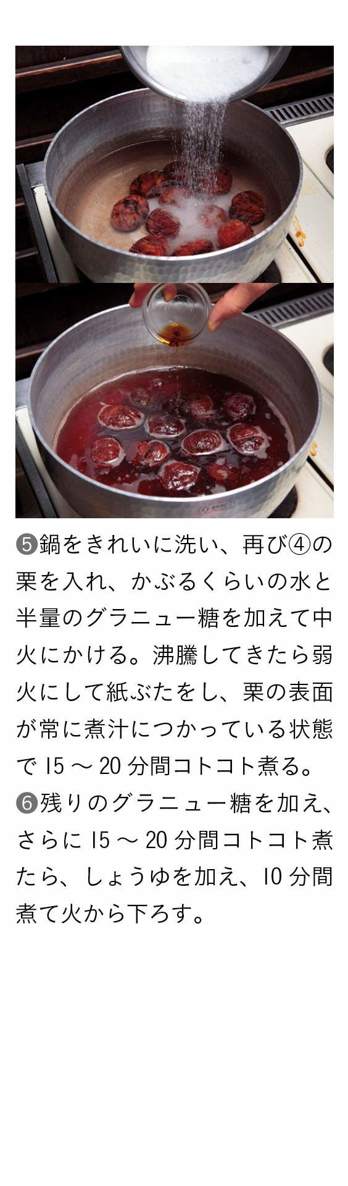 ❺鍋をきれいに洗い、再び④の
栗を入れ、かぶるくらいの水と
半量のグラニュー糖を加えて中
火にかける。沸騰してきたら弱
火にして紙ぶたをし、栗の表面
が常に煮汁につかっている状態
で 15 〜 20 分間コトコト煮る。
❻残りのグラニュー糖を加え、
さらに 15 〜 20 分間コトコト煮
たら、しょうゆを加え、10 分間
煮て火から下ろす。